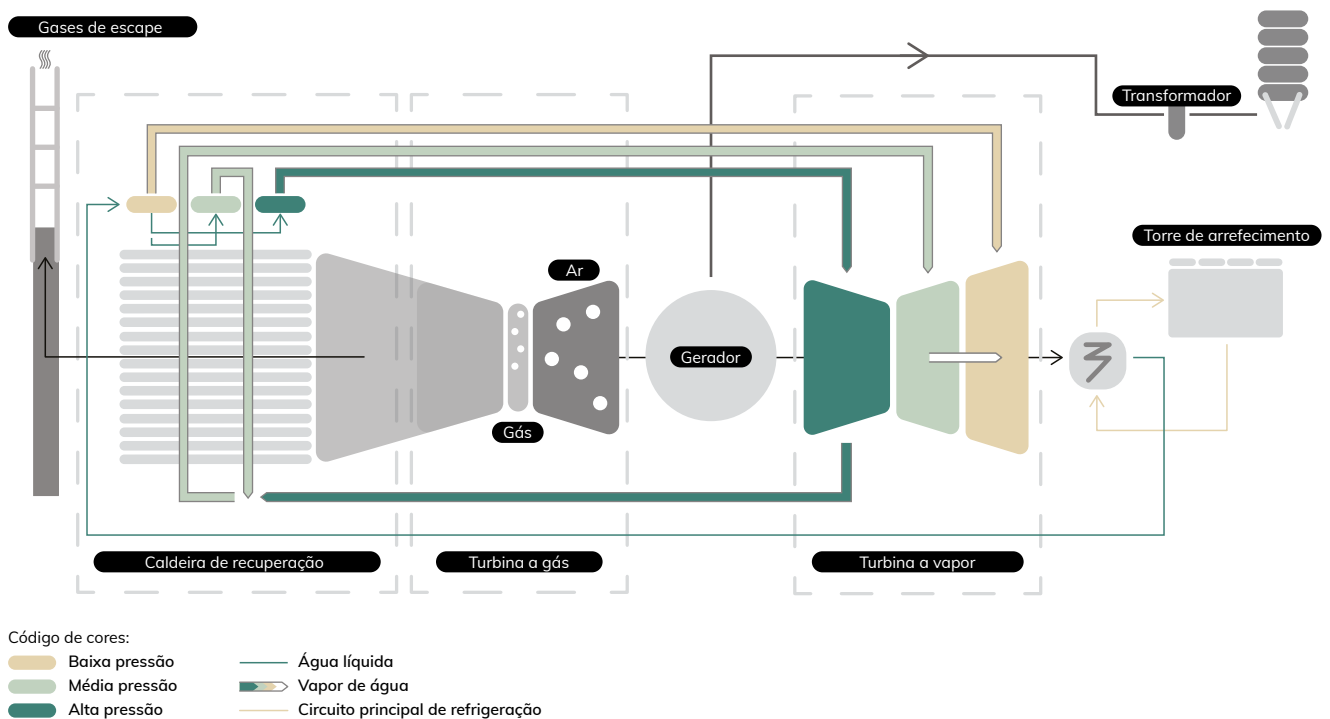 Gases de escape
Transformador
Torre de arrefecimento
Ar
Gerador
Gás
Caldeira de recuperação
Turbina a gás
Turbina a vapor
Código de cores:
Baixa pressão
Água líquida
Média pressão
Vapor de água
Alta pressão
Circuito principal de refrigeração